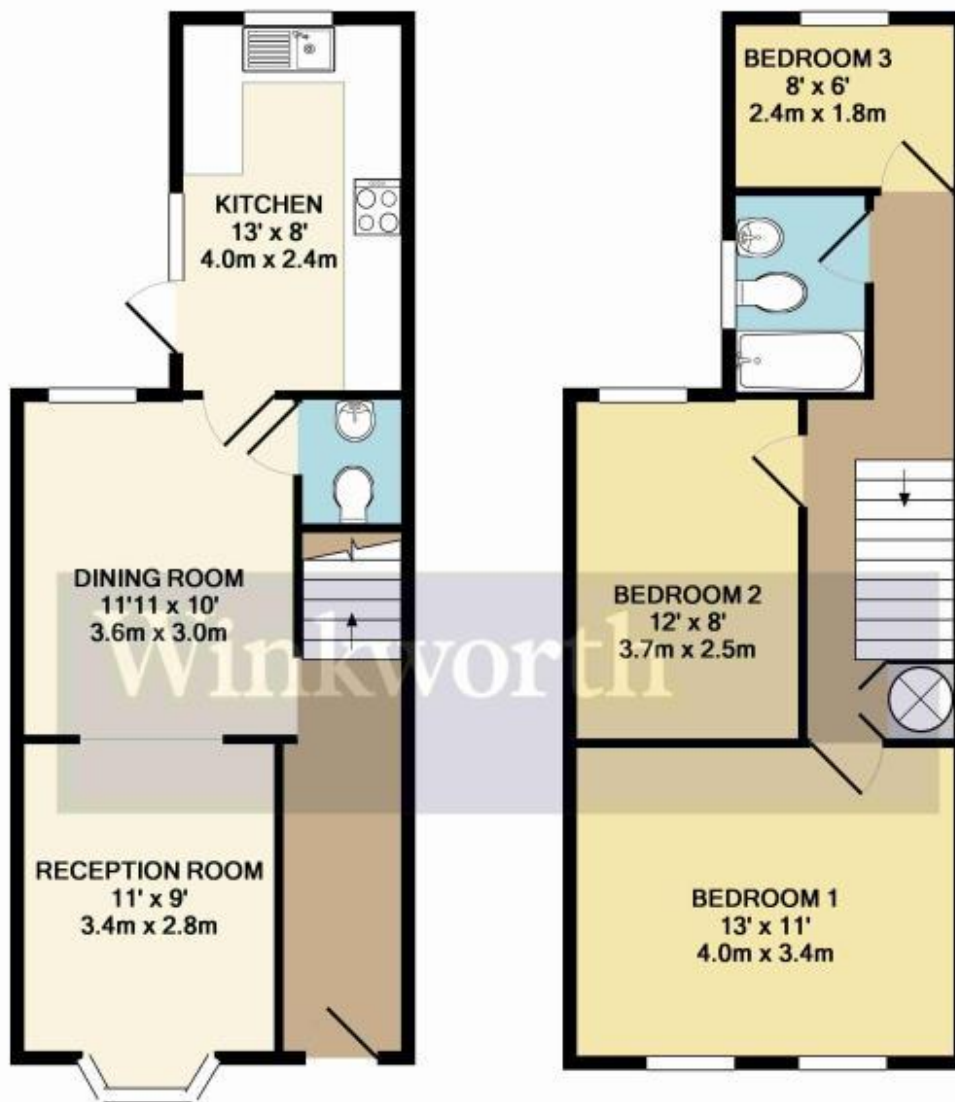 KITCHEN
13' x 8'
4.0m x 2.4m
DINING ROOM
11'11 x 10'
3.6m x 3.0m
RECEPTION ROOM
11' x 9'
3.4m x 2.8m
BEDROOM 3
8' x 6'
2.4m x 1.8m
BEDROOM 2
12' x 8'
3.7m x 2.5m
BEDROOM 1
13' x 11'
4.0m x 3.4m
Winkworth